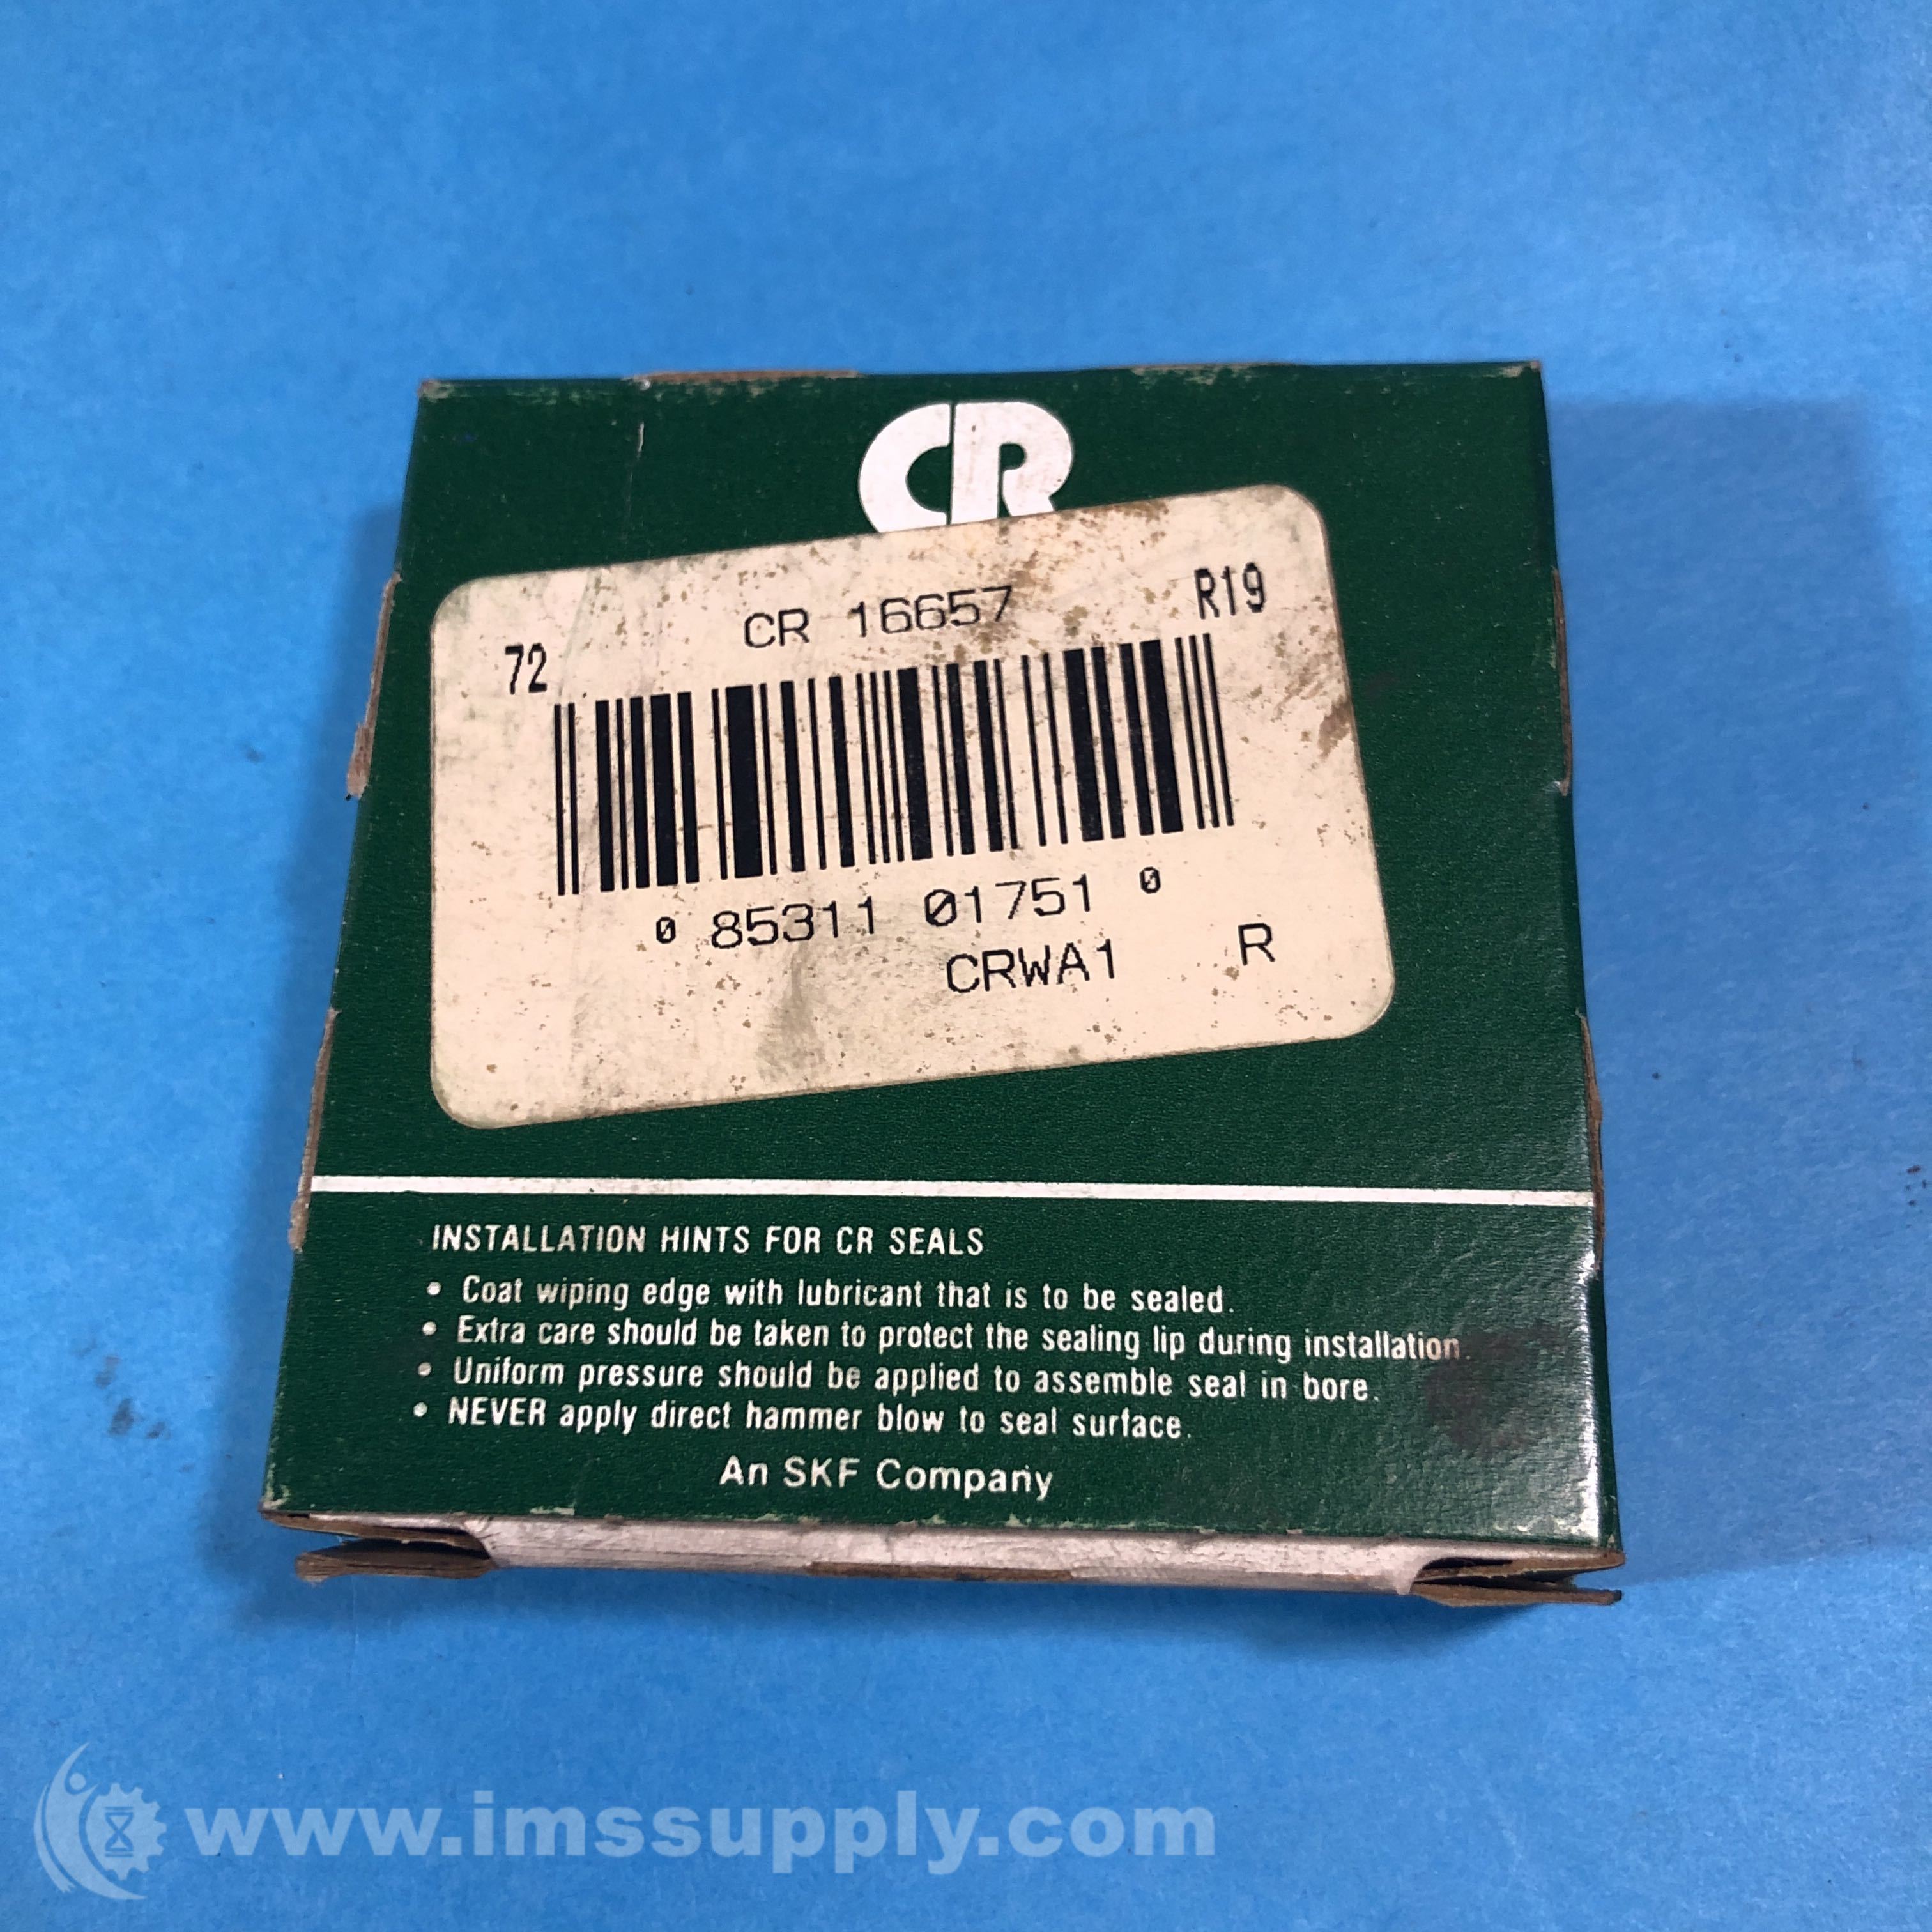 CR
72 CR 16657 R19
0 85311 01751 0
CRWA1 R
INSTALLATION HINTS FOR CR SEALS
• Coat wiping edge with lubricant that is to be sealed.
• Extra care should be taken to protect the sealing lip during installation.
• Uniform pressure should be applied to assemble seal in bore.
• NEVER apply direct hammer blow to seal surface.
An SKF Company
www.imssupply.com